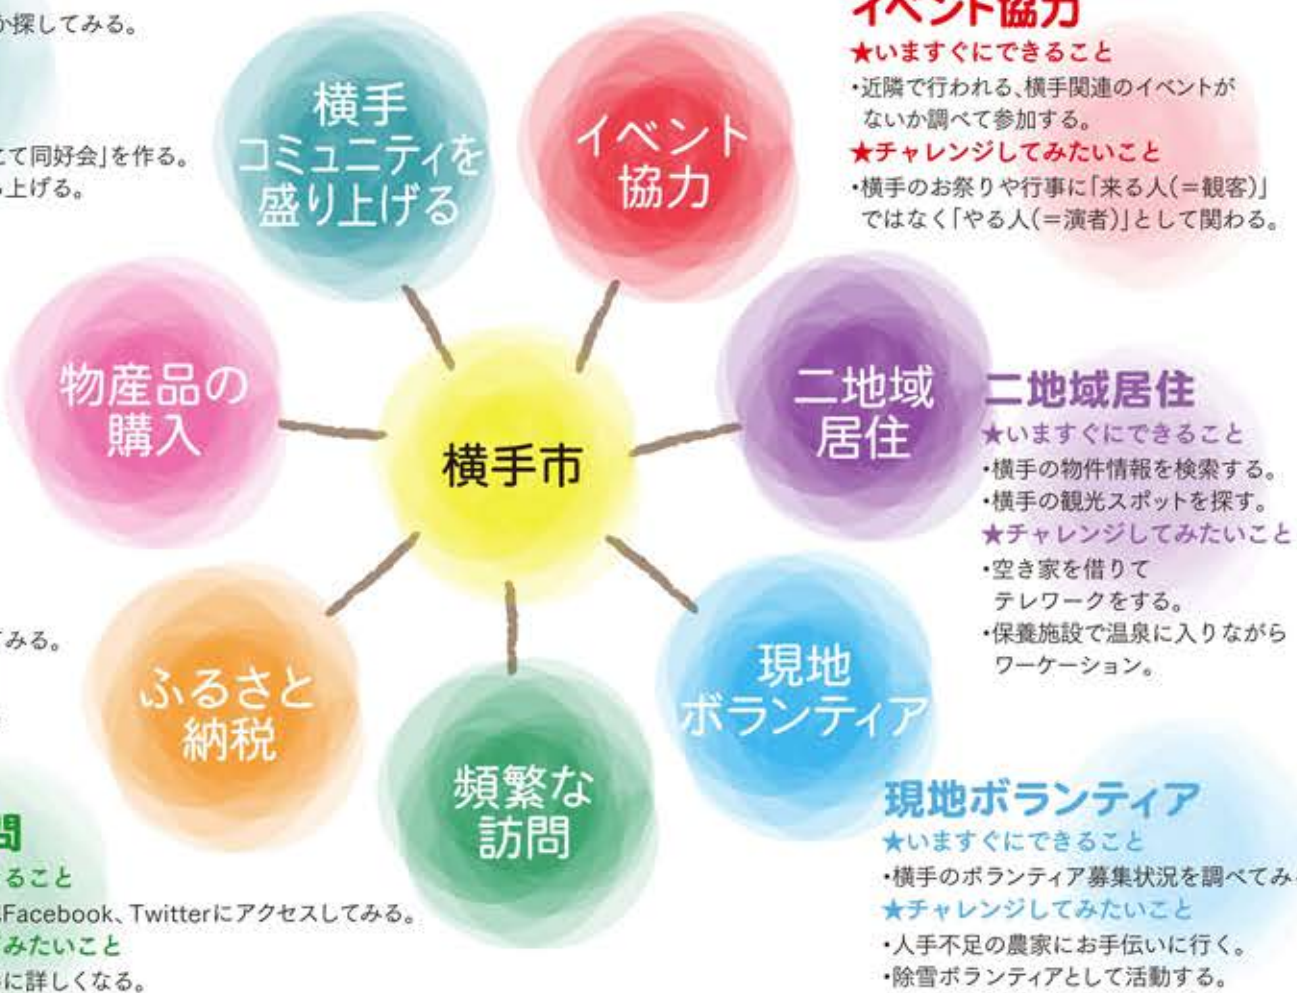 か探してみる。
て同好会」を作る。
上げる。
横手
コミュニティを
盛り上げる
イベント
協力
イベント協力
★いますぐにできること
・近隣で行われる、横手関連のイベントが
ないか調べて参加する。
★チャレンジしてみたいこと
・横手のお祭りや行事に「来る人(=観客)」
ではなく「やる人(=演者)」として関わる。
物産品の
購入
横手市
二地域
居住
二地域居住
★いますぐにできること
・横手の物件情報を検索する。
・横手の観光スポットを探す。
★チャレンジしてみたいこと
・空き家を借りて
テレワークをする。
・保養施設で温泉に入りながら
ワーケーション。
みる。
ふるさと
納税
頻繁な
訪問
現地
ボランティア
問
ること
Facebook、Twitterにアクセスしてみる。
みたいこと
に詳しくなる。
現地ボランティア
★いますぐにできること
・横手のボランティア募集状況を調べてみ
★チャレンジしてみたいこと
・人手不足の農家にお手伝いに行く。
・除雪ボランティアとして活動する。